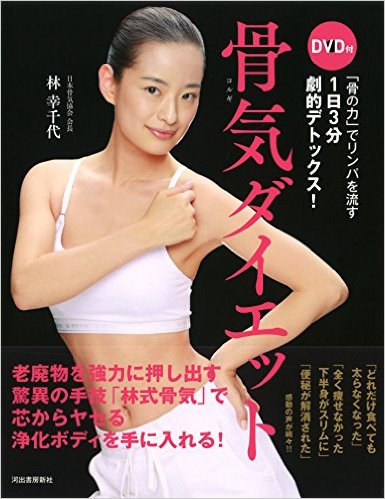 DVD付
「骨の力」でリンパを流す
1日3分
劇的デトックス!
骨気ダイエット
コルギ
日本骨気協会 会長
林 幸千代
「どれだけ食べても
太らなくなった」
「全く痩せなかった
下半身がスリムに」
「便秘が解消された」
感動の声が続々!!
老廃物を強力に押し出す
驚異の手技「林式骨気」で
芯からヤセる
浄化ボディを手に入れる!
河出書房新社